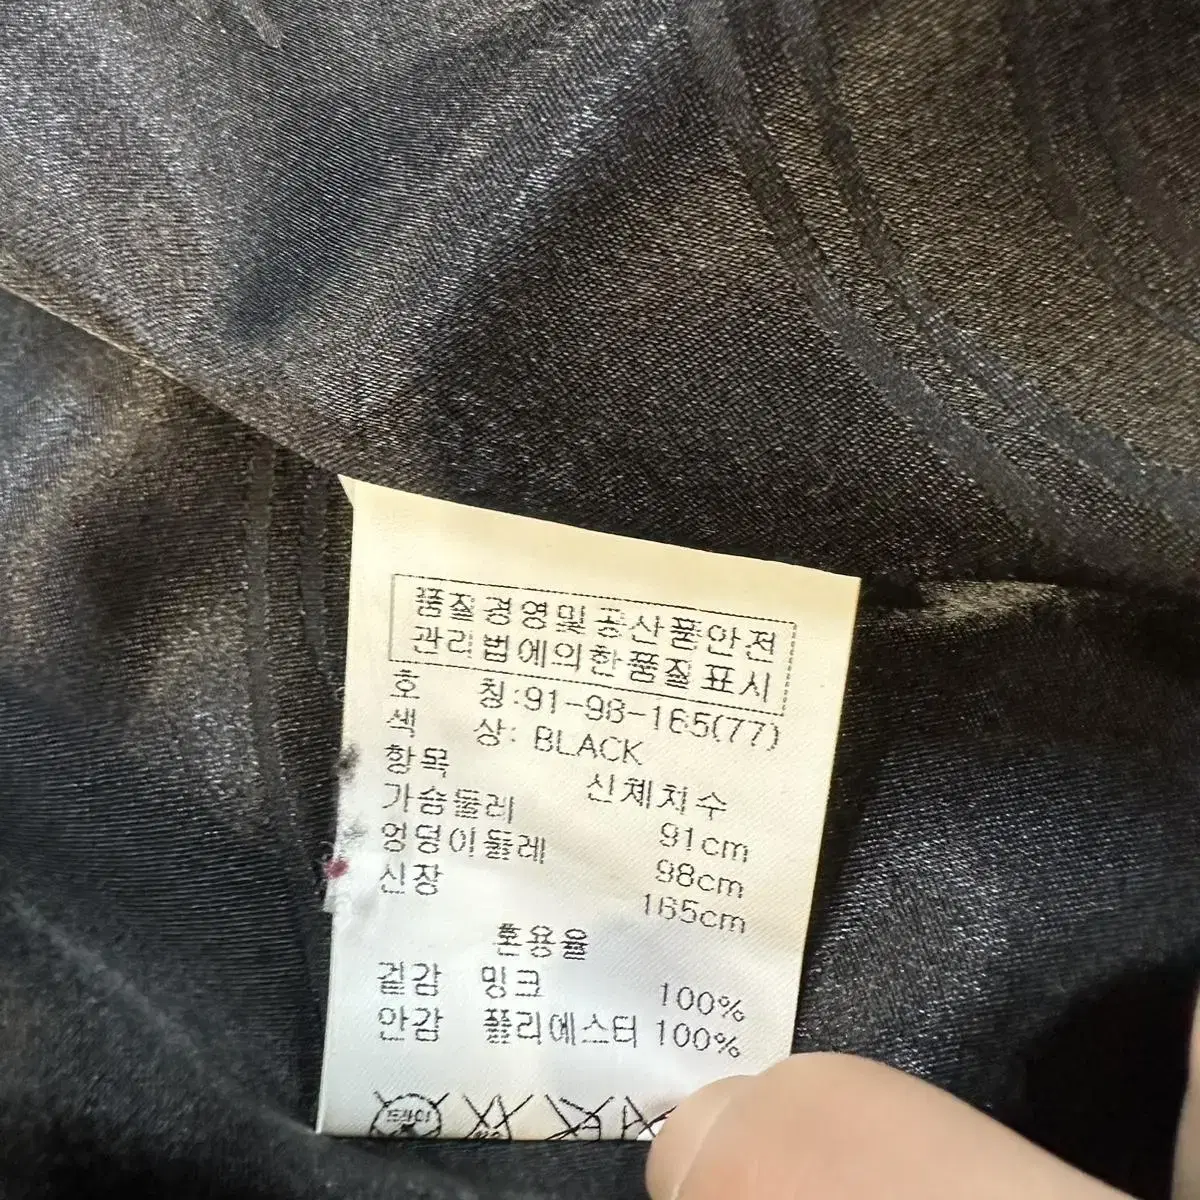 품질경영및공산품안전
관리법에의한품질표시
호 칭:91-98-165(77)
색 상: BLACK
항목 신체치수
가슴둘레 91cm
엉덩이둘레 98cm
신장 165cm
혼용율
겉감 밍크 100%
안감 폴리에스터 100%
드라이